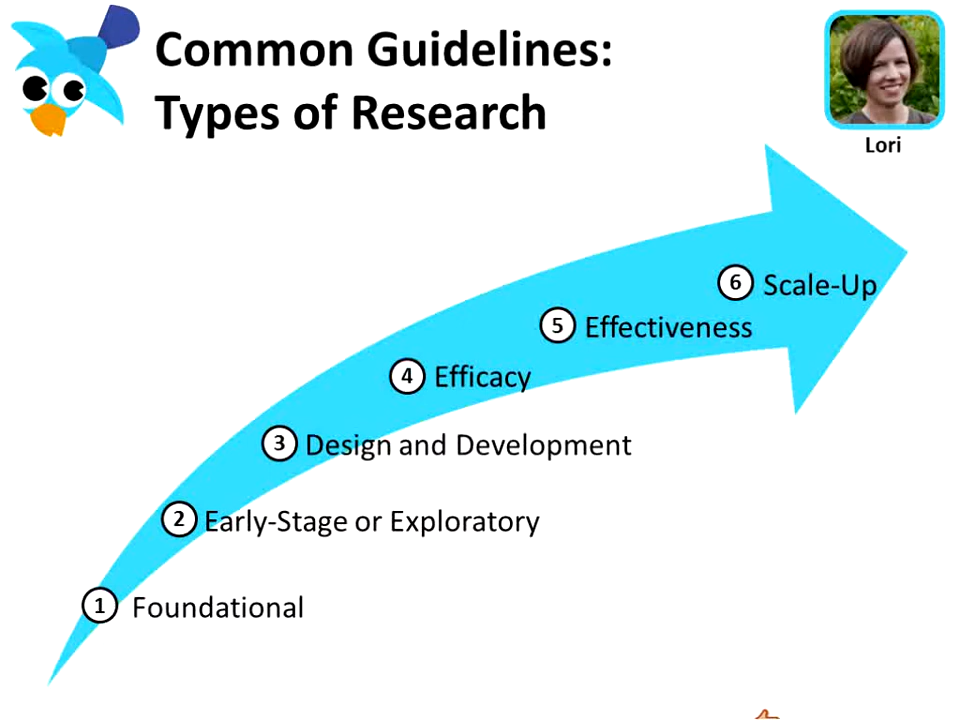 Common Guidelines:
Types of Research
Lori
6 Scale-Up
5 Effectiveness
4 Efficacy
3 Design and Development
2 Early-Stage or Exploratory
1 Foundational